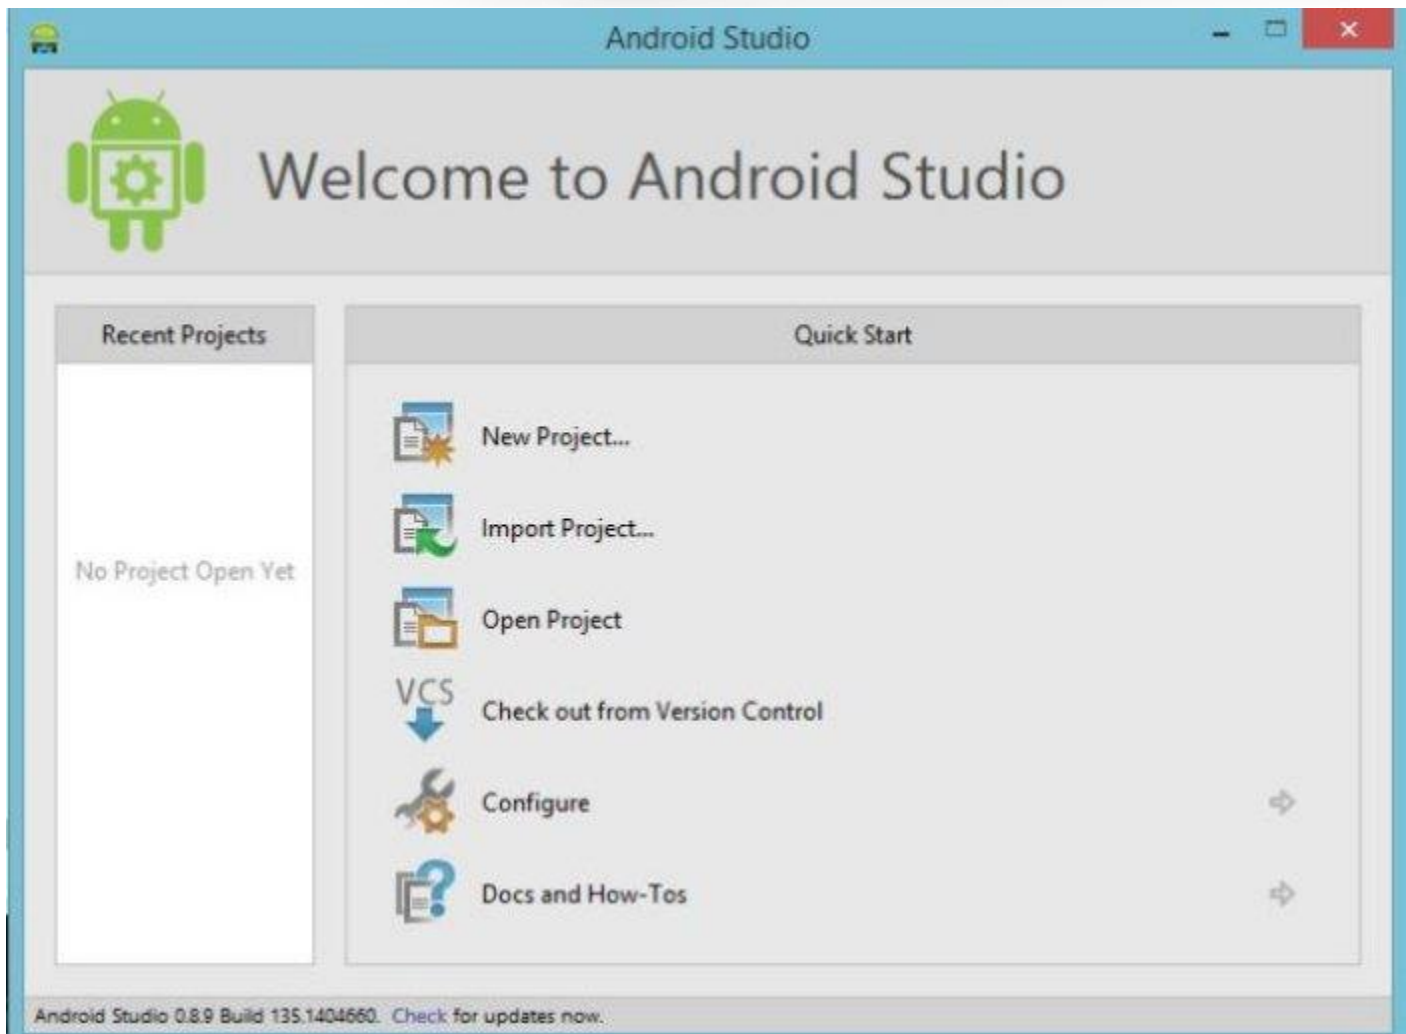 Android Studio
Welcome to Android Studio
Recent Projects
Quick Start
New Project...
Import Project...
No Project Open Yet
Open Project
VCS
Check out from Version Control
Configure
Docs and How-Tos
Android Studio 0.8.9 Build 135.1404660. Check for updates now.